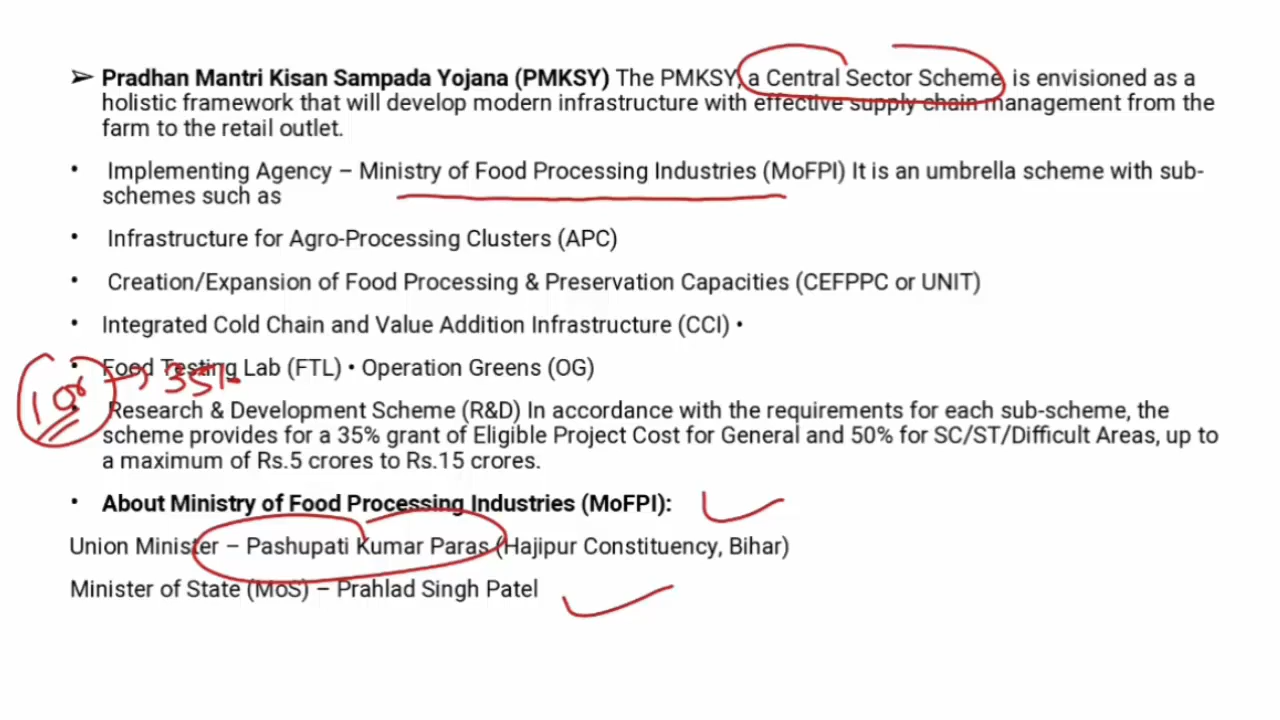 ➢ Pradhan Mantri Kisan Sampada Yojana (PMKSY) The PMKSY, a Central Sector Scheme, is envisioned as a
holistic framework that will develop modern infrastructure with effective supply chain management from the
farm to the retail outlet.
• Implementing Agency – Ministry of Food Processing Industries (MoFPI) It is an umbrella scheme with sub-
schemes such as
• Infrastructure for Agro-Processing Clusters (APC)
• Creation/Expansion of Food Processing & Preservation Capacities (CEFPPC or UNIT)
• Integrated Cold Chain and Value Addition Infrastructure (CCI) •
• Food Testing Lab (FTL) • Operation Greens (OG)
• Research & Development Scheme (R&D) In accordance with the requirements for each sub-scheme, the
scheme provides for a 35% grant of Eligible Project Cost for General and 50% for SC/ST/Difficult Areas, up to
a maximum of Rs.5 crores to Rs.15 crores.
• About Ministry of Food Processing Industries (MoFPI):
Union Minister – Pashupati Kumar Paras (Hajipur Constituency, Bihar)
Minister of State (MoS) – Prahlad Singh Patel